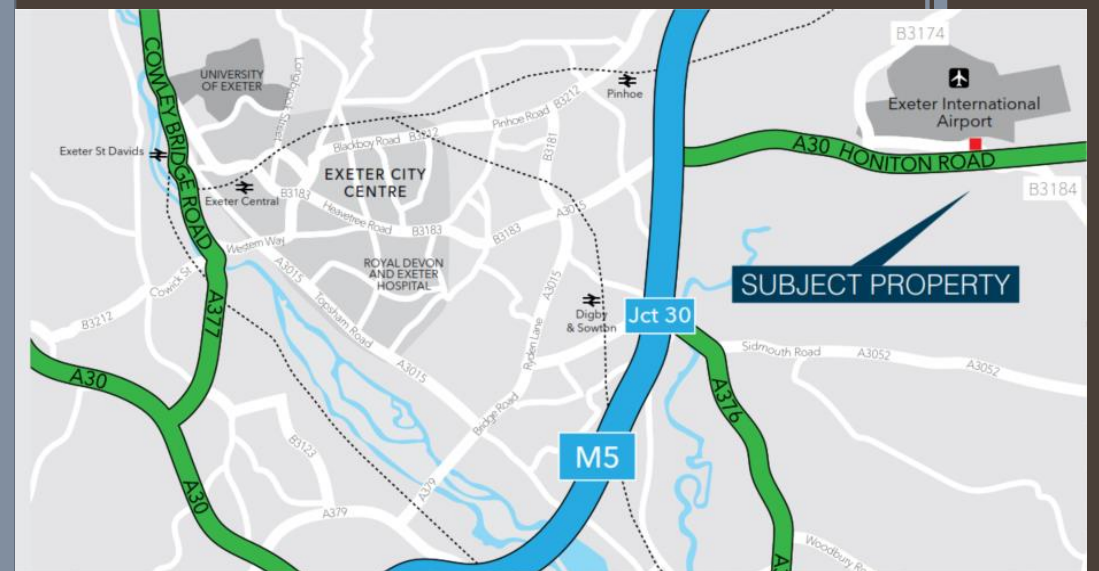 B3174
COWLEY BRIDGE ROAD
UNIVERSITY
OF EXETER
Longbrook Street
Pinhoe
Exeter International
Airport
Pinhoe Road B3212
Blackboy Road B3212
B3181
A30 HONITON ROAD
Exeter St Davids
EXETER CITY
CENTRE
B3184
Exeter Central
B3183
Heavetree Road
B3183
B3183
A3015
Western Way
ROYAL DEVON
AND EXETER
HOSPITAL
SUBJECT PROPERTY
Cowick St
A3015
Topsham Road
A3015
A377
Digby
& Sowton
Jct 30
B3212
Ryden Lane
Sidmouth Road
A3052
A3052
A3015
A30
A376
Bridge Road
B3123
M5
A30
A379
A379
Woodbury